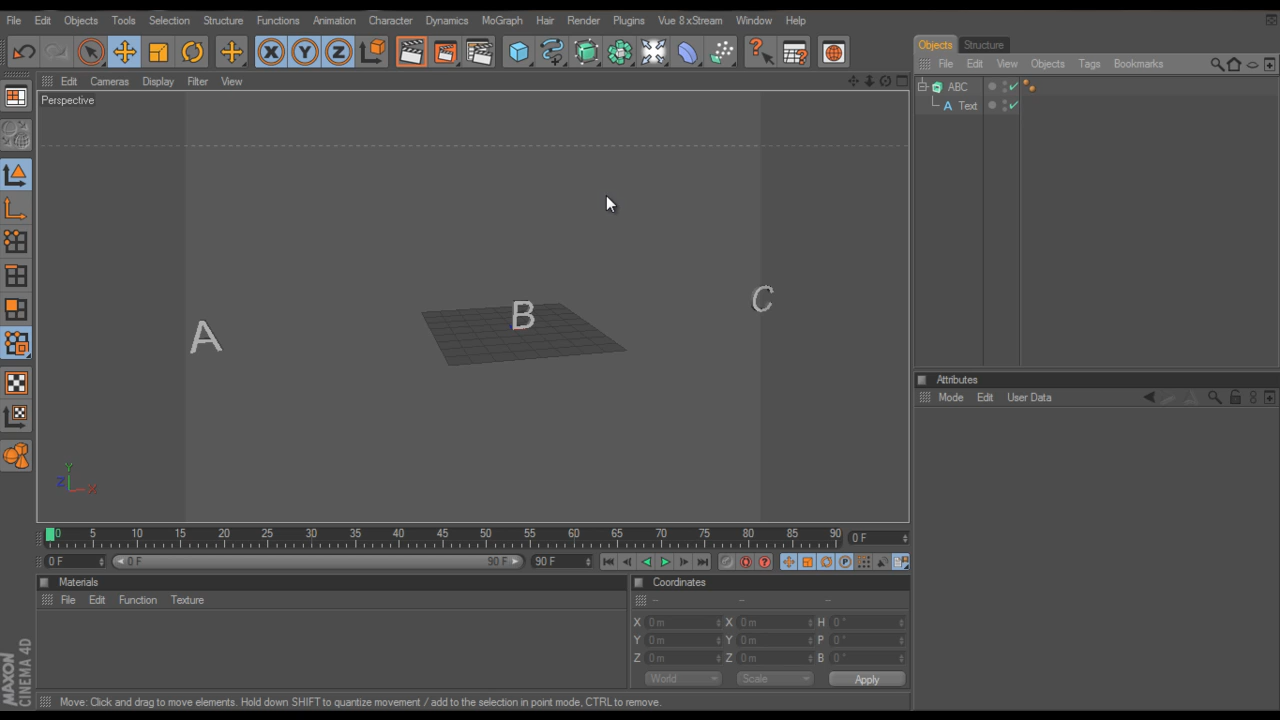 File Edit Objects Tools Selection Structure Functions Animation Character Dynamics MoGraph Hair Render Plugins Vue 8 xStream Window Help
X Y Z
Objects Structure
File Edit View Objects Tags Bookmarks
ABC
A Text
Edit Cameras Display Filter View
Perspective
A
B
C
Y
Z X
0 5 10 15 20 25 30 35 40 45 50 55 60 65 70 75 80 85 90 0 F
0 F 0 F 90 F 90 F
Attributes
Mode Edit User Data
Materials
File Edit Function Texture
Coordinates
-- -- --
X 0 m X 0 m H 0 °
Y 0 m Y 0 m P 0 °
Z 0 m Z 0 m B 0 °
World Scale Apply
MAXON
CINEMA 4D
Move: Click and drag to move elements. Hold down SHIFT to quantize movement / add to the selection in point mode, CTRL to remove.